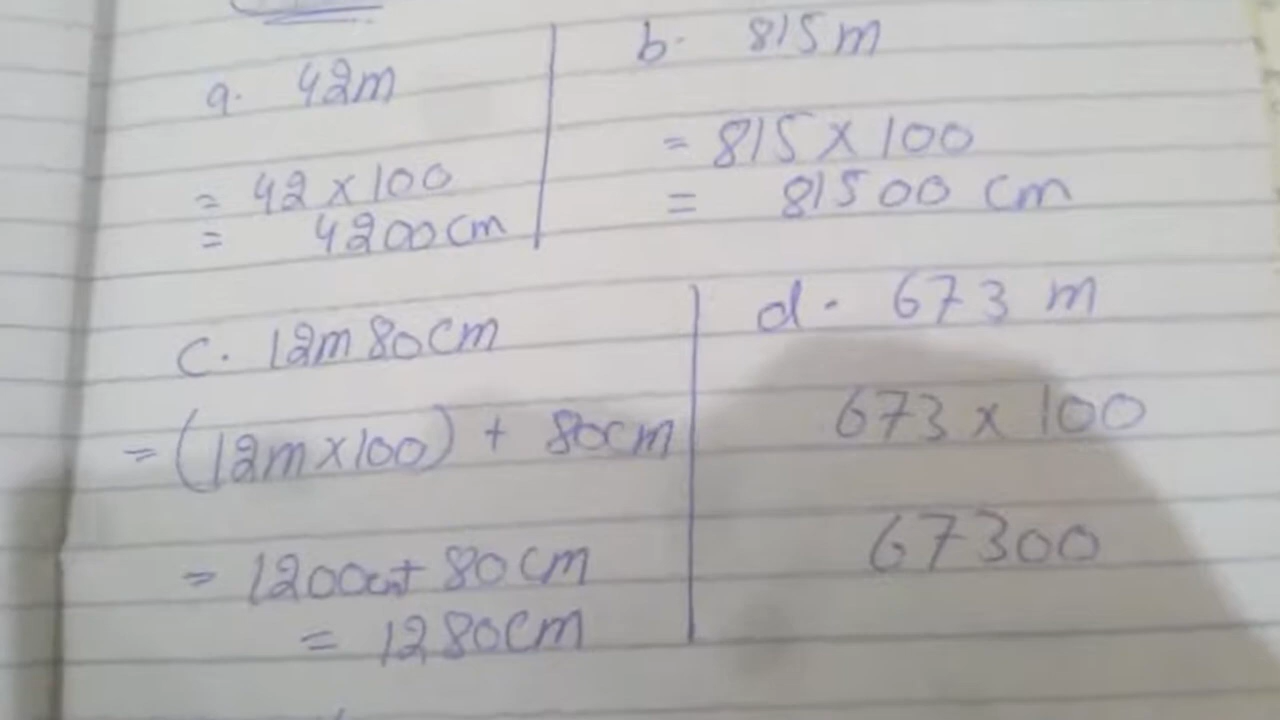 a. 42m
= 42 x 100
= 4200cm
b. 815m
= 815 x 100
= 81500 cm
c. 12m 80cm
= (12m x 100) + 80cm
= 1200 + 80cm
= 1280cm
d. 673 m
673 x 100
67300